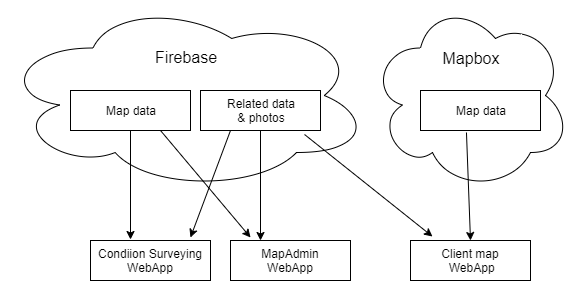 Firebase
Mapbox
Map data
Related data
& photos
Map data
Condiion Surveying
WebApp
MapAdmin
WebApp
Client map
WebApp